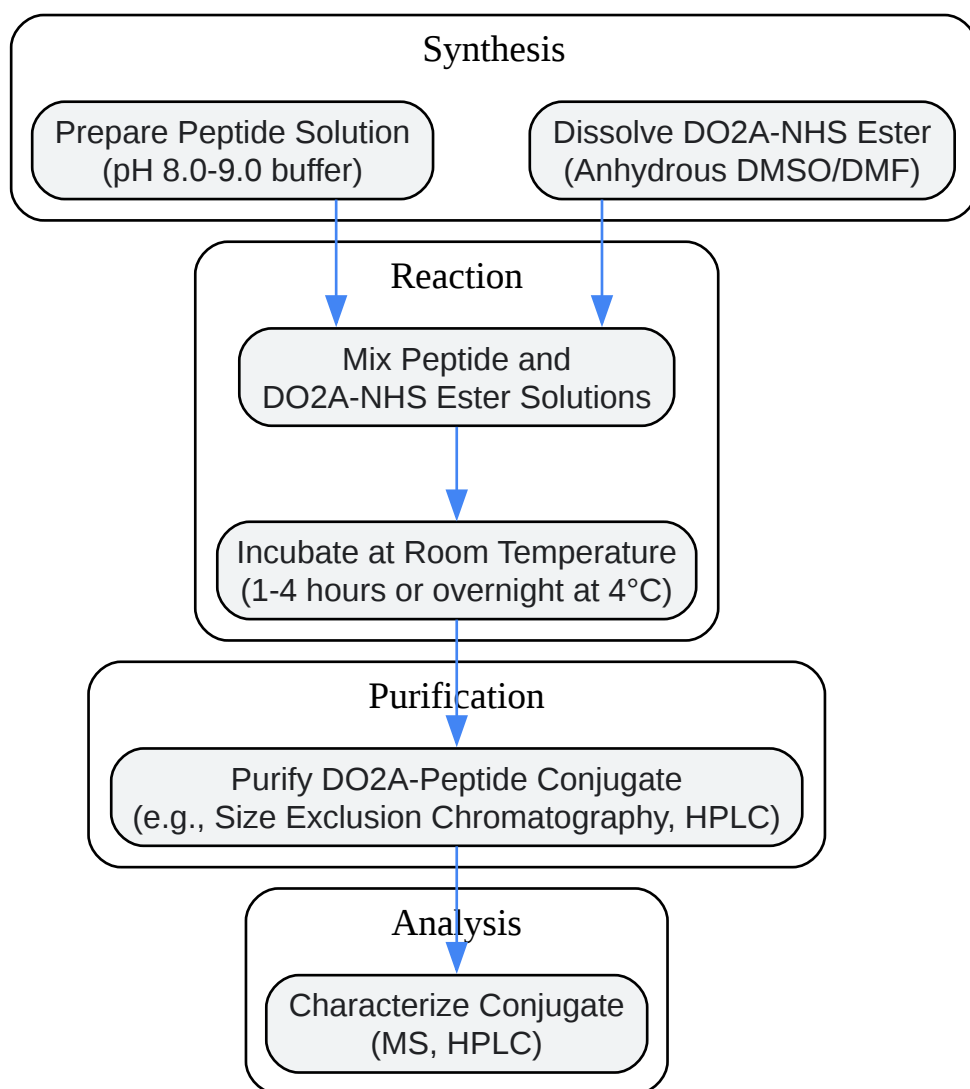 Synthesis
Prepare Peptide Solution
(pH 8.0-9.0 buffer)
Dissolve DO2A-NHS Ester
(Anhydrous DMSO/DMF)
Reaction
Mix Peptide and
DO2A-NHS Ester Solutions
Incubate at Room Temperature
(1-4 hours or overnight at 4°C)
Purification
Purify DO2A-Peptide Conjugate
(e.g., Size Exclusion Chromatography, HPLC)
Analysis
Characterize Conjugate
(MS, HPLC)